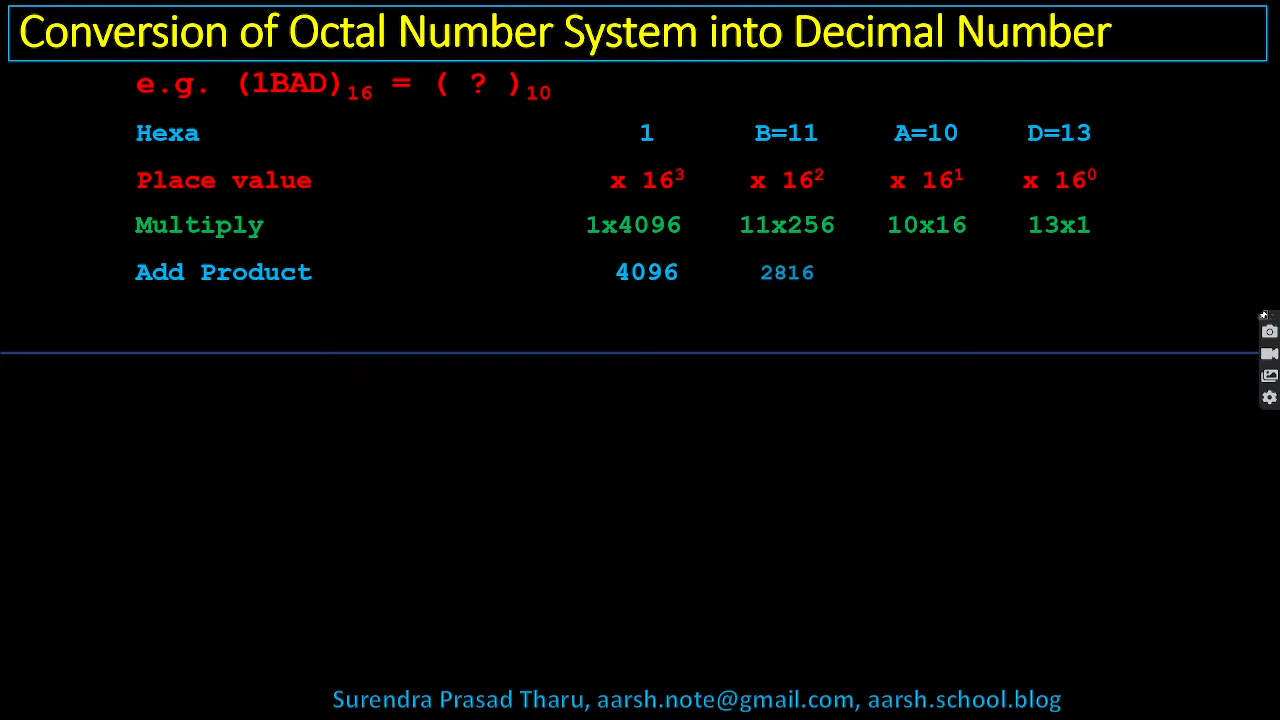 Conversion of Octal Number System into Decimal Number
e.g. (1BAD)₁₆ = ( ? )₁₀
Hexa 1 B=11 A=10 D=13
Place value x 16³ x 16² x 16¹ x 16⁰
Multiply 1x4096 11x256 10x16 13x1
Add Product 4096 2816
Surendra Prasad Tharu, aarsh.note@gmail.com, aarsh.school.blog